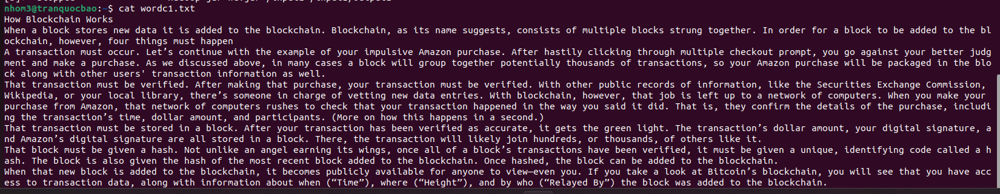 nhom3@tranquocbao:~$ cat wordc1.txt
How Blockchain Works
When a block stores new data it is added to the blockchain. Blockchain, as its name suggests, consists of multiple blocks strung together. In order for a block to be added to the bl
ockchain, however, four things must happen
A transaction must occur. Let’s continue with the example of your impulsive Amazon purchase. After hastily clicking through multiple checkout prompt, you go against your better judg
ment and make a purchase. As we discussed above, in many cases a block will group together potentially thousands of transactions, so your Amazon purchase will be packaged in the blo
ck along with other users' transaction information as well.
That transaction must be verified. After making that purchase, your transaction must be verified. With other public records of information, like the Securities Exchange Commission,
Wikipedia, or your local library, there’s someone in charge of vetting new data entries. With blockchain, however, that job is left up to a network of computers. When you make your
purchase from Amazon, that network of computers rushes to check that your transaction happened in the way you said it did. That is, they confirm the details of the purchase, includi
ng the transaction’s time, dollar amount, and participants. (More on how this happens in a second.)
That transaction must be stored in a block. After your transaction has been verified as accurate, it gets the green light. The transaction’s dollar amount, your digital signature, a
nd Amazon’s digital signature are all stored in a block. There, the transaction will likely join hundreds, or thousands, of others like it.
That block must be given a hash. Not unlike an angel earning its wings, once all of a block’s transactions have been verified, it must be given a unique, identifying code called a h
ash. The block is also given the hash of the most recent block added to the blockchain. Once hashed, the block can be added to the blockchain.
When that new block is added to the blockchain, it becomes publicly available for anyone to view—even you. If you take a look at Bitcoin’s blockchain, you will see that you have acc
ess to transaction data, along with information about when (“Time”), where (“Height”), and by who (“Relayed By”) the block was added to the blockchain.